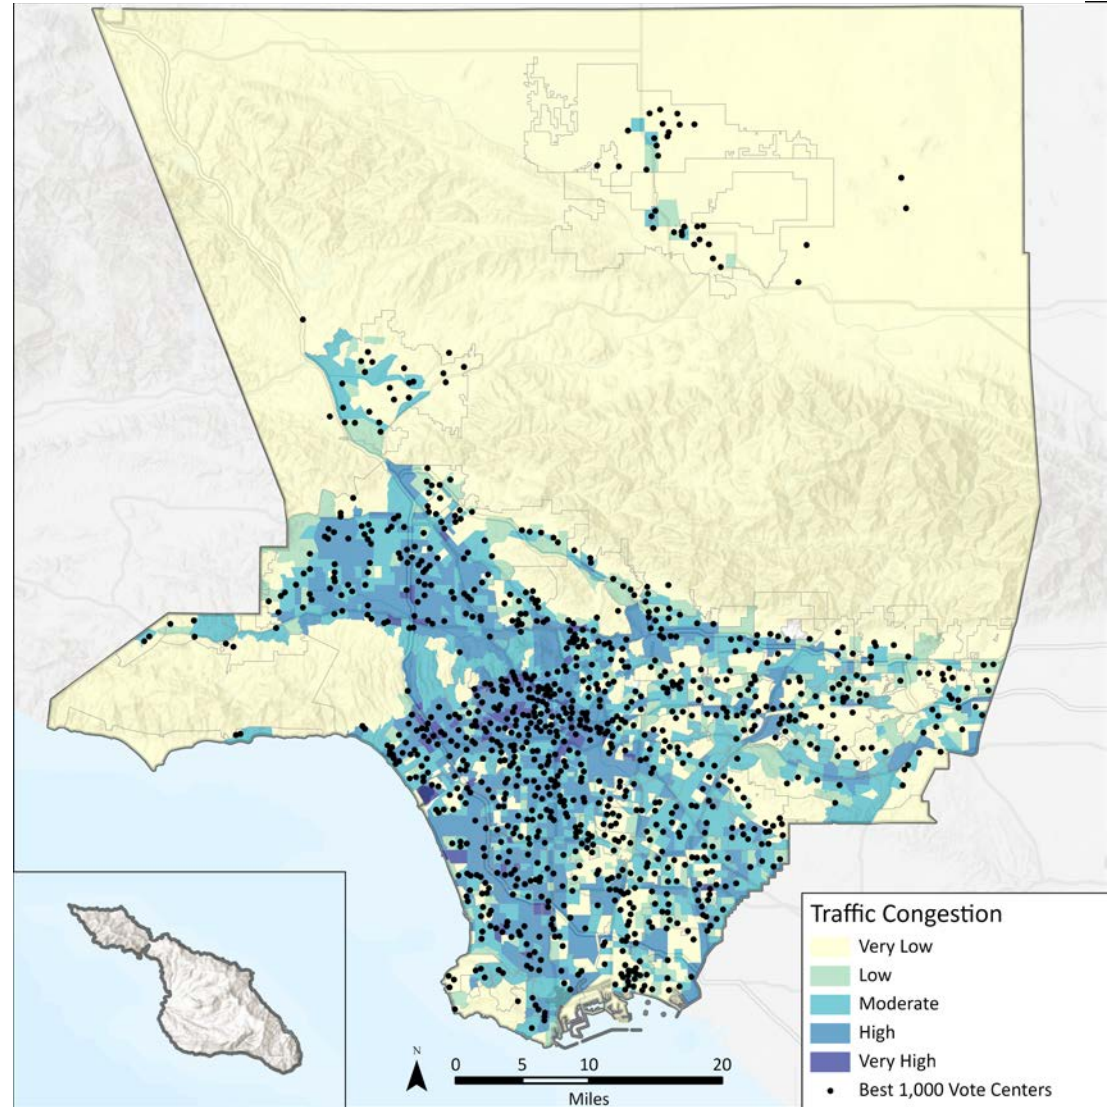 Traffic Congestion
Very Low
Low
Moderate
High
Very High
Best 1,000 Vote Centers
N
0 5 10 20
Miles